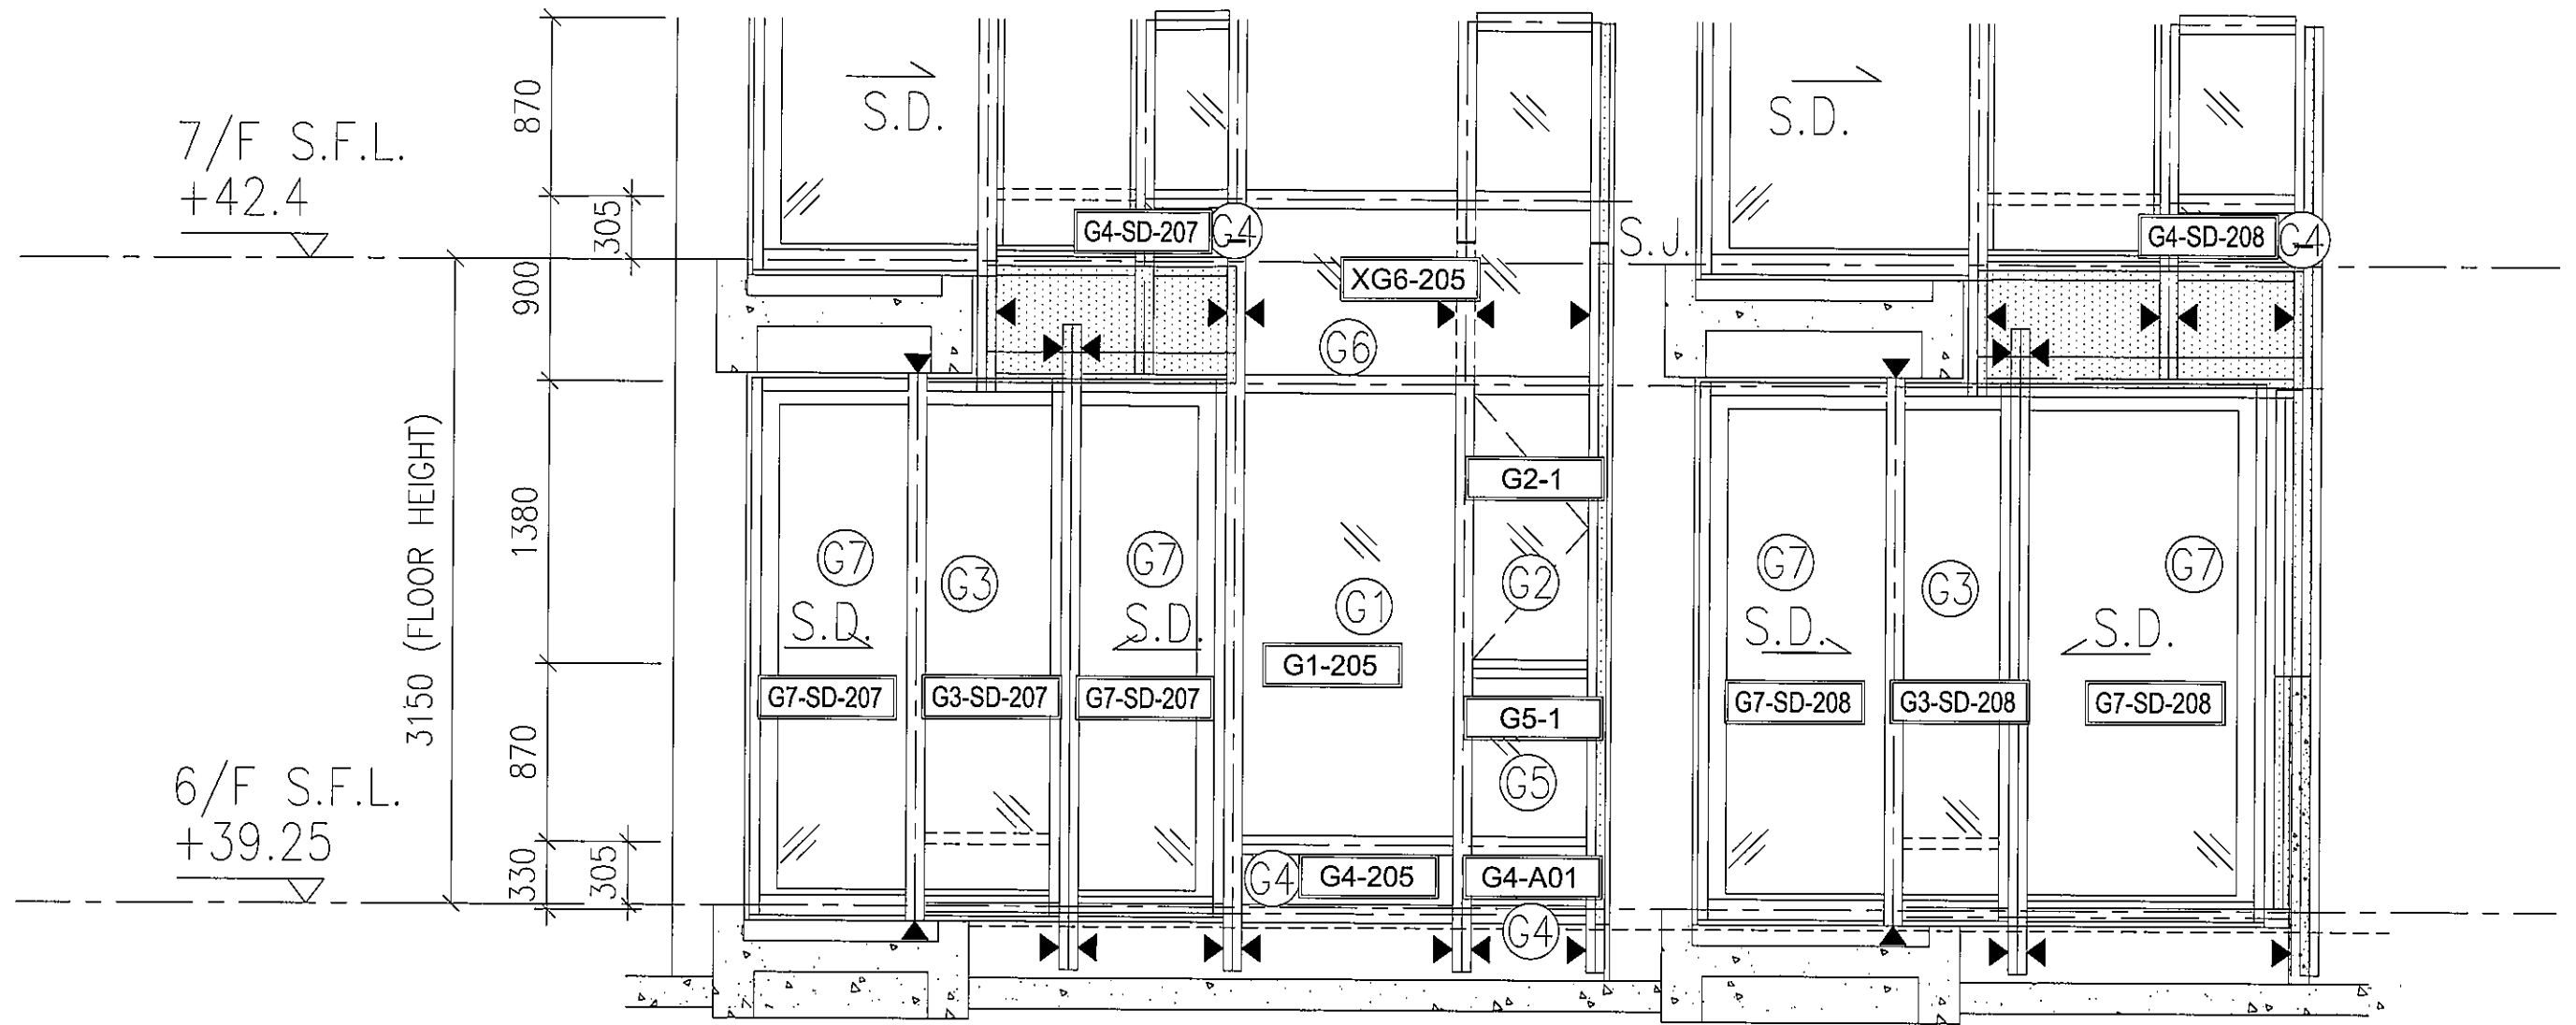 870
S.D.
S.D.
7/F S.F.L.
+42.4
305
G4-SD-207
G4
S.J.
G4-SD-208
G4
900
XG6-205
G6
3150 (FLOOR HEIGHT)
1380
G2-1
G7
G3
G7
G1
G2
G7
G3
G7
S.D.
S.D.
S.D.
S.D.
G1-205
G7-SD-207
G3-SD-207
G7-SD-207
G5-1
G7-SD-208
G3-SD-208
G7-SD-208
870
G5
6/F S.F.L.
+39.25
330
305
G4
G4-205
G4-A01
G4